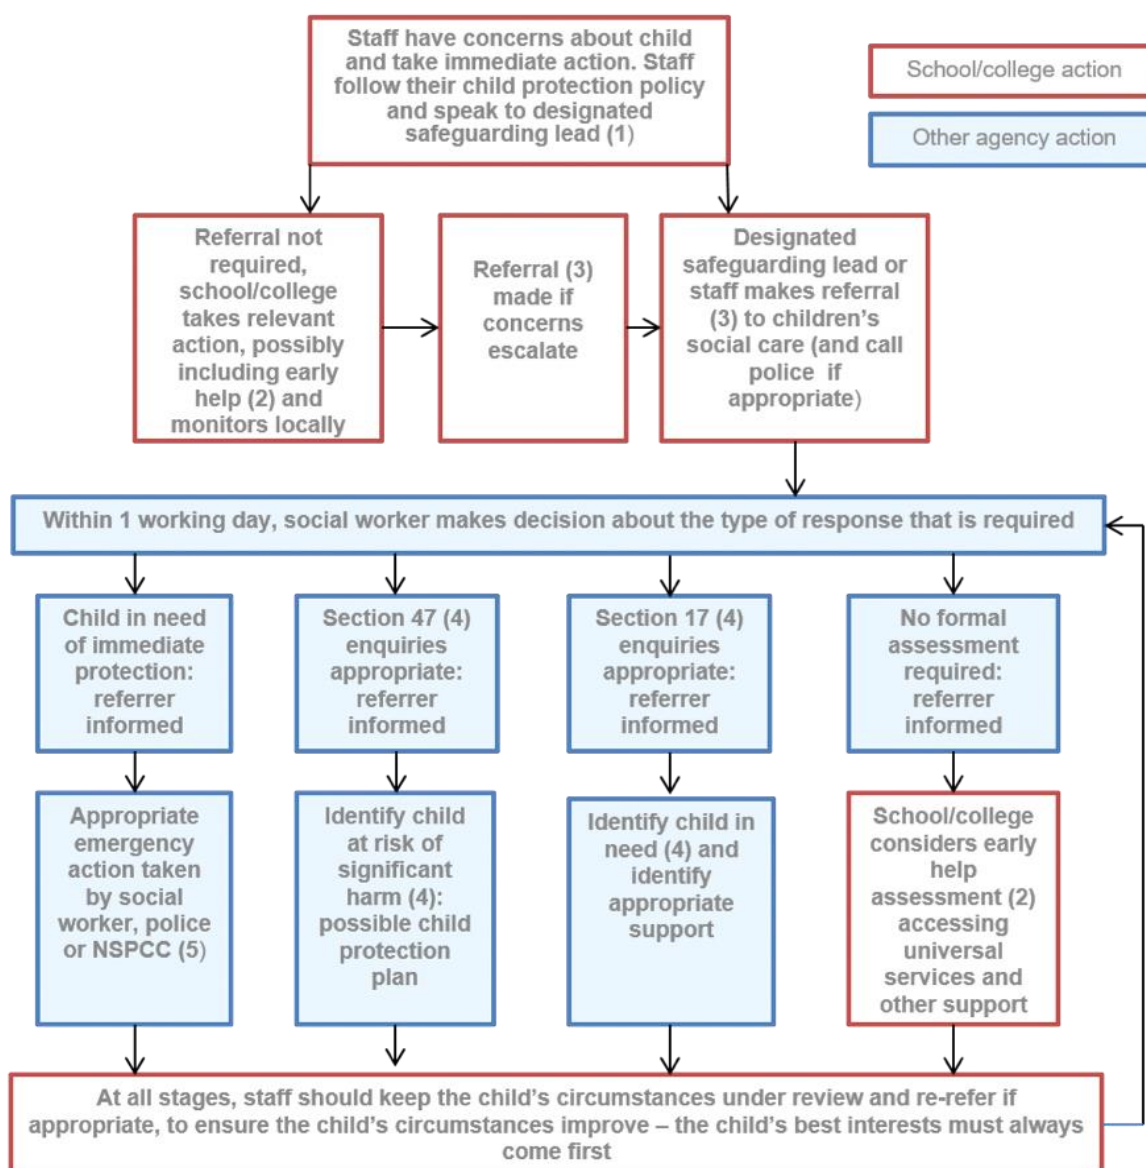 Staff have concerns about child
and take immediate action. Staff
follow their child protection policy
and speak to designated
safeguarding lead (1)
School/college action
Other agency action
Referral not
required,
school/college
takes relevant
action, possibly
including early
help (2) and
monitors locally
Referral (3)
made if
concerns
escalate
Designated
safeguarding lead or
staff makes referral
(3) to children’s
social care (and call
police if
appropriate)
Within 1 working day, social worker makes decision about the type of response that is required
Child in need
of immediate
protection:
referrer
informed
Section 47 (4)
enquiries
appropriate:
referrer
informed
Section 17 (4)
enquiries
appropriate:
referrer
informed
No formal
assessment
required:
referrer
informed
Appropriate
emergency
action taken
by social
worker, police
or NSPCC (5)
Identify child
at risk of
significant
harm (4):
possible child
protection
plan
Identify child in
need (4) and
identify
appropriate
support
School/college
considers early
help
assessment (2)
accessing
universal
services and
other support
At all stages, staff should keep the child’s circumstances under review and re-refer if
appropriate, to ensure the child’s circumstances improve – the child’s best interests must always
come first